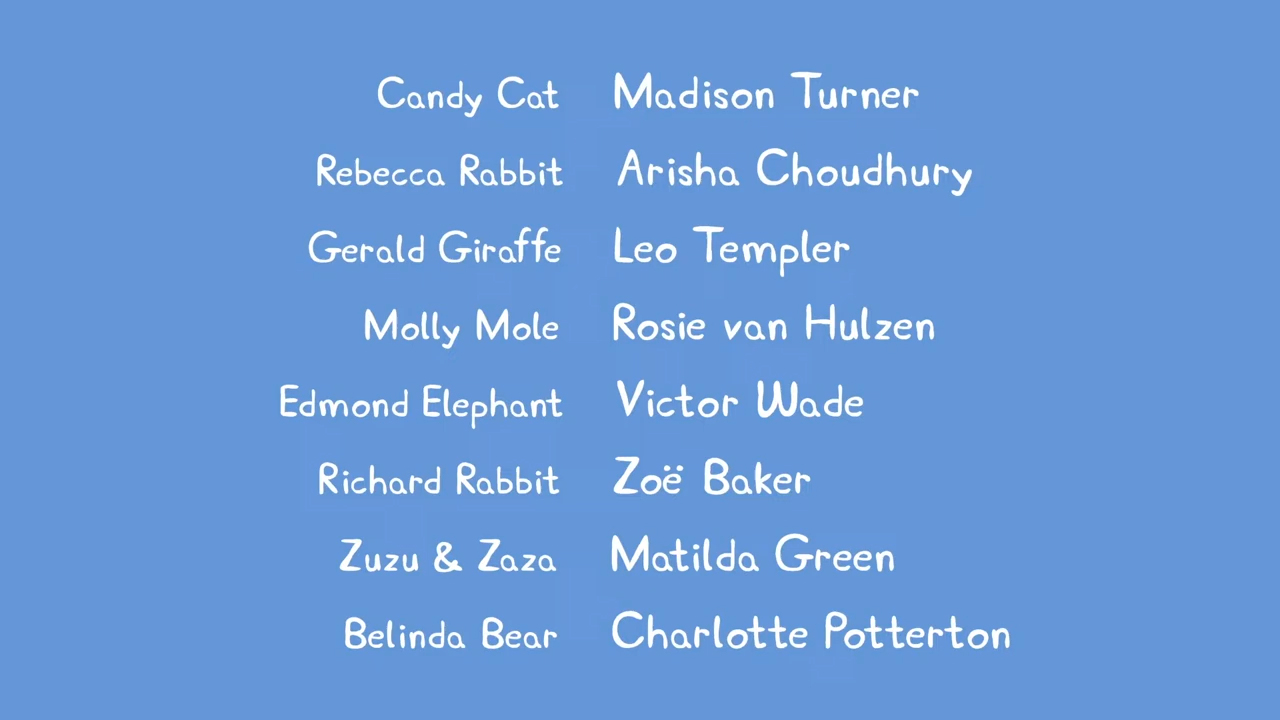 Candy Cat Madison Turner
Rebecca Rabbit Arisha Choudhury
Gerald Giraffe Leo Templer
Molly Mole Rosie van Hulzen
Edmond Elephant Victor Wade
Richard Rabbit Zoë Baker
Zuzu & Zaza Matilda Green
Belinda Bear Charlotte Potterton